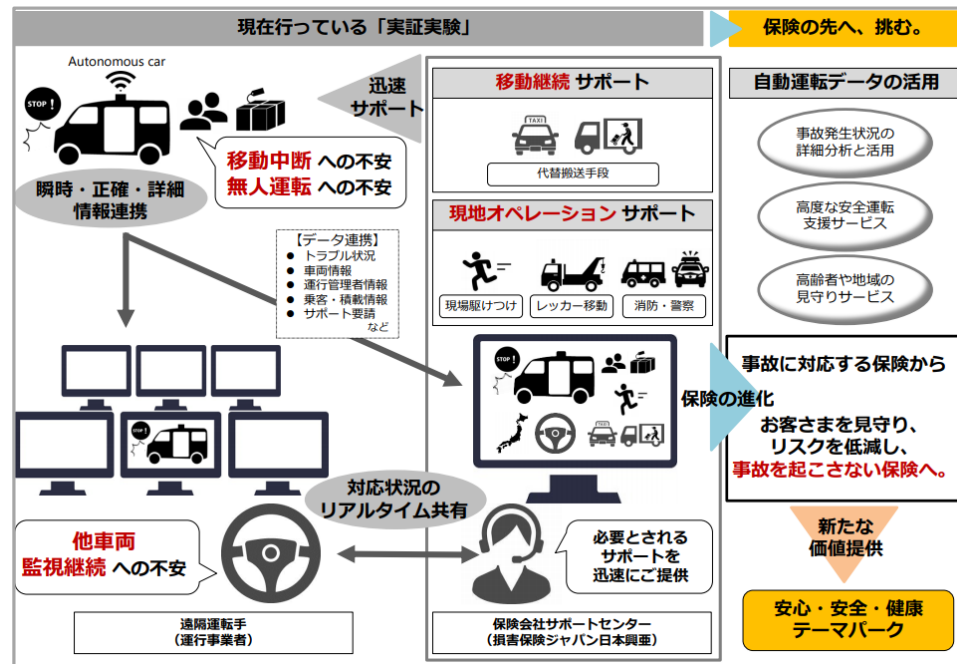 現在行っている「実証実験」
保険の先へ、挑む。
Autonomous car
STOP !
移動中断 への不安
無人運転 への不安
瞬時・正確・詳細
情報連携
迅速
サポート
【データ連携】
● トラブル状況
● 車両情報
● 運行管理者情報
● 乗客・積載情報
● サポート要請
など
移動継続 サポート
TAXI
代替搬送手段
現地オペレーション サポート
現場駆けつけ
レッカー移動
消防・警察
STOP !
STOP !
TAXI
対応状況の
リアルタイム共有
他車両
監視継続 への不安
必要とされる
サポートを
迅速にご提供
遠隔運転手
（運行事業者）
保険会社サポートセンター
（損害保険ジャパン日本興亜）
自動運転データの活用
事故発生状況の
詳細分析と活用
高度な安全運転
支援サービス
高齢者や地域の
見守りサービス
保険の進化
事故に対応する保険から
お客さまを見守り、
リスクを低減し、
事故を起こさない保険へ。
新たな
価値提供
安心・安全・健康
テーマパーク